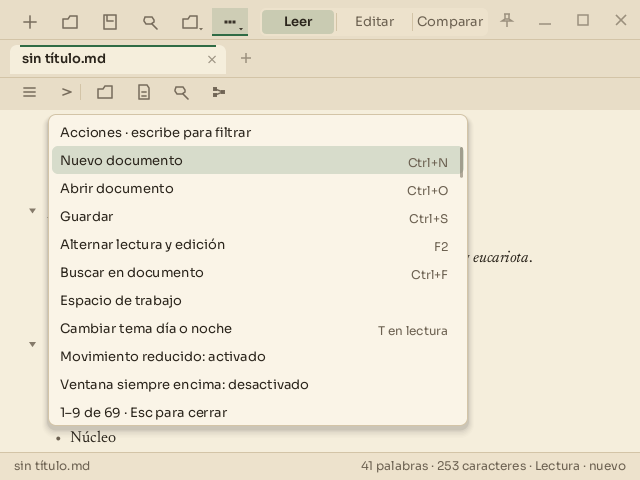 Leer Editar Comparar
sin título.md
Acciones · escribe para filtrar
Nuevo documento Ctrl+N
Abrir documento Ctrl+O
Guardar Ctrl+S
Alternar lectura y edición F2
Buscar en documento Ctrl+F
eucariota.
Espacio de trabajo
Cambiar tema día o noche T en lectura
Movimiento reducido: activado
Ventana siempre encima: desactivado
1–9 de 69 · Esc para cerrar
• Núcleo
sin título.md 41 palabras · 253 caracteres · Lectura · nuevo